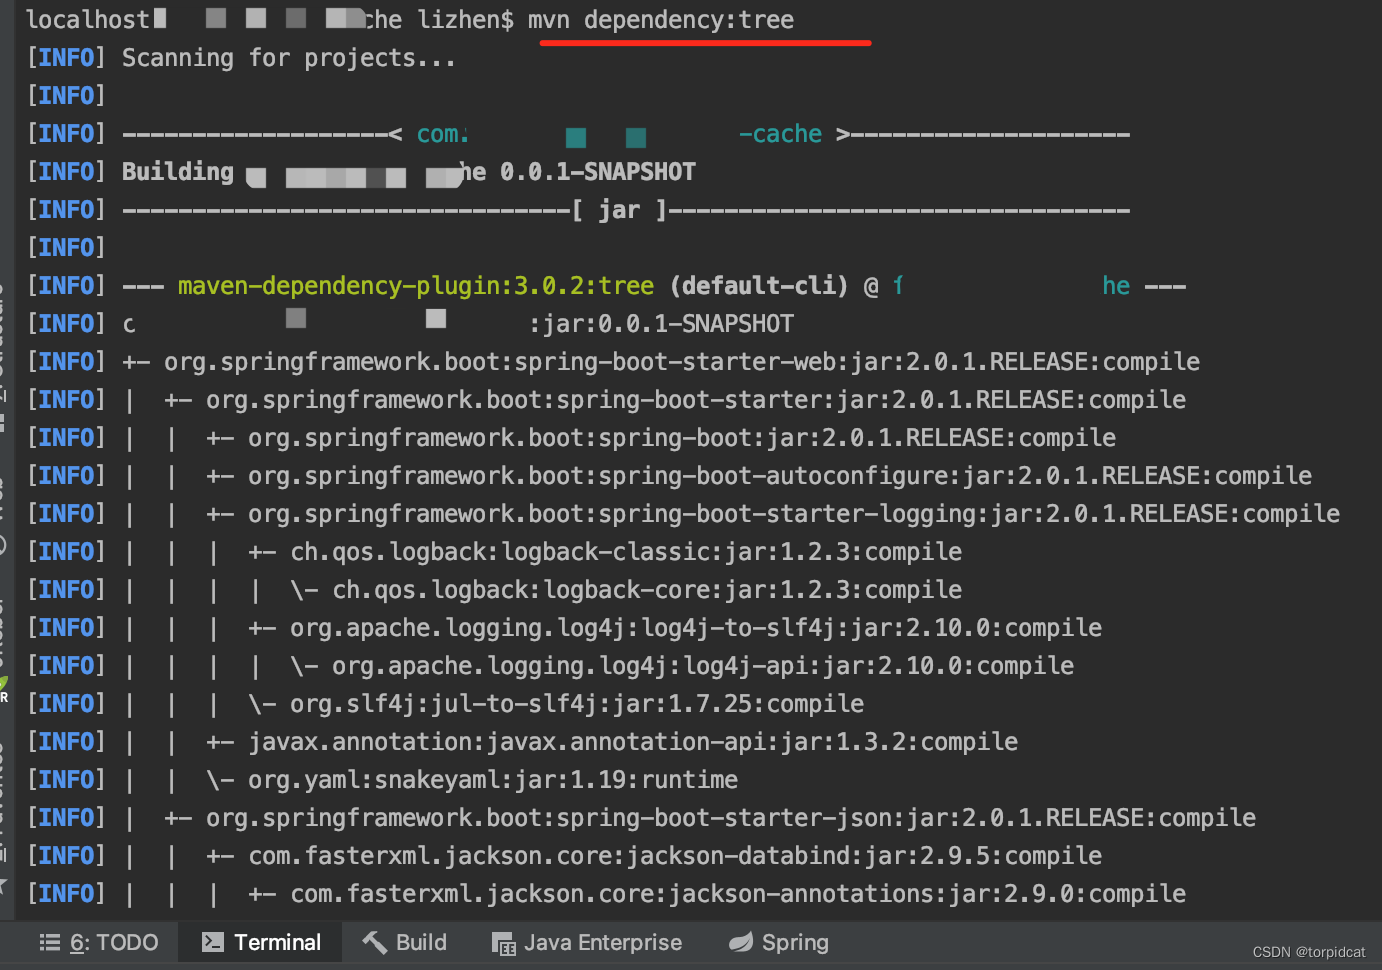 localhost che lizhen$ mvn dependency:tree
[INFO] Scanning for projects...
[INFO]
[INFO] -------------------< com. -cache >--------------------
[INFO] Building he 0.0.1-SNAPSHOT
[INFO] --------------------------------[ jar ]---------------------------------
[INFO]
[INFO] --- maven-dependency-plugin:3.0.2:tree (default-cli) @ f he ---
[INFO] c :jar:0.0.1-SNAPSHOT
[INFO] +- org.springframework.boot:spring-boot-starter-web:jar:2.0.1.RELEASE:compile
[INFO] |  +- org.springframework.boot:spring-boot-starter:jar:2.0.1.RELEASE:compile
[INFO] |  |  +- org.springframework.boot:spring-boot:jar:2.0.1.RELEASE:compile
[INFO] |  |  +- org.springframework.boot:spring-boot-autoconfigure:jar:2.0.1.RELEASE:compile
[INFO] |  |  +- org.springframework.boot:spring-boot-starter-logging:jar:2.0.1.RELEASE:compile
[INFO] |  |  |  +- ch.qos.logback:logback-classic:jar:1.2.3:compile
[INFO] |  |  |  |  \- ch.qos.logback:logback-core:jar:1.2.3:compile
[INFO] |  |  |  +- org.apache.logging.log4j:log4j-to-slf4j:jar:2.10.0:compile
[INFO] |  |  |  |  \- org.apache.logging.log4j:log4j-api:jar:2.10.0:compile
[INFO] |  |  |  \- org.slf4j:jul-to-slf4j:jar:1.7.25:compile
[INFO] |  |  +- javax.annotation:javax.annotation-api:jar:1.3.2:compile
[INFO] |  |  \- org.yaml:snakeyaml:jar:1.19:runtime
[INFO] |  +- org.springframework.boot:spring-boot-starter-json:jar:2.0.1.RELEASE:compile
[INFO] |  |  +- com.fasterxml.jackson.core:jackson-databind:jar:2.9.5:compile
[INFO] |  |  |  +- com.fasterxml.jackson.core:jackson-annotations:jar:2.9.0:compile
6: TODO Terminal Build Java Enterprise Spring
CSDN @torpidcat